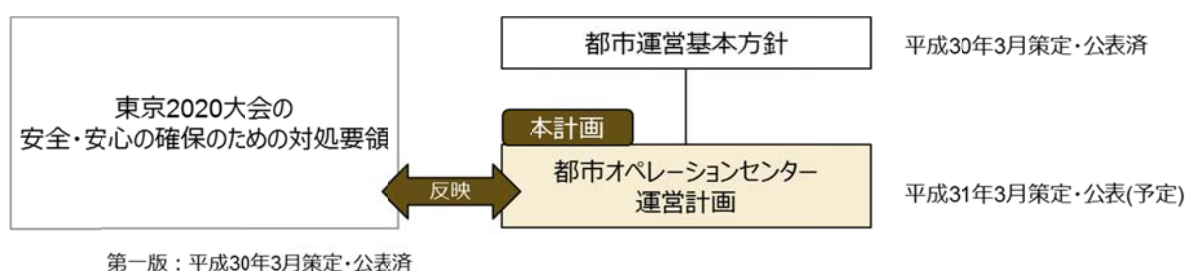 都市運営基本方針
平成30年3月策定・公表済
東京2020大会の
安全・安心の確保のための対処要領
本計画
反映
都市オペレーションセンター
運営計画
平成31年3月策定・公表(予定)
第一版：平成30年3月策定・公表済